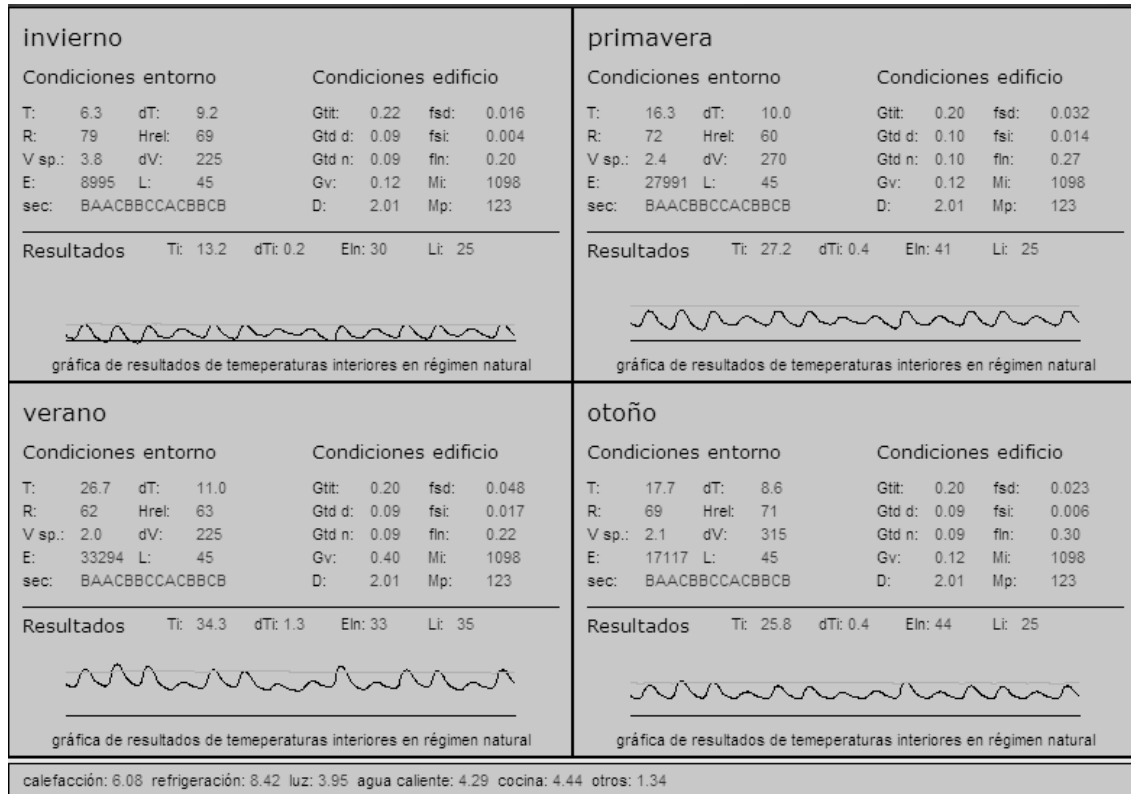 invierno
Condiciones entorno Condiciones edificio
T: 6.3 dT: 9.2 Gtit: 0.22 fsd: 0.016
R: 79 Hrel: 69 Gtd d: 0.09 fsi: 0.004
V sp.: 3.8 dV: 225 Gtd n: 0.09 fln: 0.20
E: 8995 L: 45 Gv: 0.12 Mi: 1098
sec: BAACBBCCACBBCB D: 2.01 Mp: 123
Resultados Ti: 13.2 dTi: 0.2 Eln: 30 Li: 25
gráfica de resultados de temeperaturas interiores en régimen natural
primavera
Condiciones entorno Condiciones edificio
T: 16.3 dT: 10.0 Gtit: 0.20 fsd: 0.032
R: 72 Hrel: 60 Gtd d: 0.10 fsi: 0.014
V sp.: 2.4 dV: 270 Gtd n: 0.10 fln: 0.27
E: 27991 L: 45 Gv: 0.12 Mi: 1098
sec: BAACBBCCACBBCB D: 2.01 Mp: 123
Resultados Ti: 27.2 dTi: 0.4 Eln: 41 Li: 25
gráfica de resultados de temeperaturas interiores en régimen natural
verano
Condiciones entorno Condiciones edificio
T: 26.7 dT: 11.0 Gtit: 0.20 fsd: 0.048
R: 62 Hrel: 63 Gtd d: 0.09 fsi: 0.017
V sp.: 2.0 dV: 225 Gtd n: 0.09 fln: 0.22
E: 33294 L: 45 Gv: 0.40 Mi: 1098
sec: BAACBBCCACBBCB D: 2.01 Mp: 123
Resultados Ti: 34.3 dTi: 1.3 Eln: 33 Li: 35
gráfica de resultados de temeperaturas interiores en régimen natural
otoño
Condiciones entorno Condiciones edificio
T: 17.7 dT: 8.6 Gtit: 0.20 fsd: 0.023
R: 69 Hrel: 71 Gtd d: 0.09 fsi: 0.006
V sp.: 2.1 dV: 315 Gtd n: 0.09 fln: 0.30
E: 17117 L: 45 Gv: 0.12 Mi: 1098
sec: BAACBBCCACBBCB D: 2.01 Mp: 123
Resultados Ti: 25.8 dTi: 0.4 Eln: 44 Li: 25
gráfica de resultados de temeperaturas interiores en régimen natural
calefacción: 6.08 refrigeración: 8.42 luz: 3.95 agua caliente: 4.29 cocina: 4.44 otros: 1.34